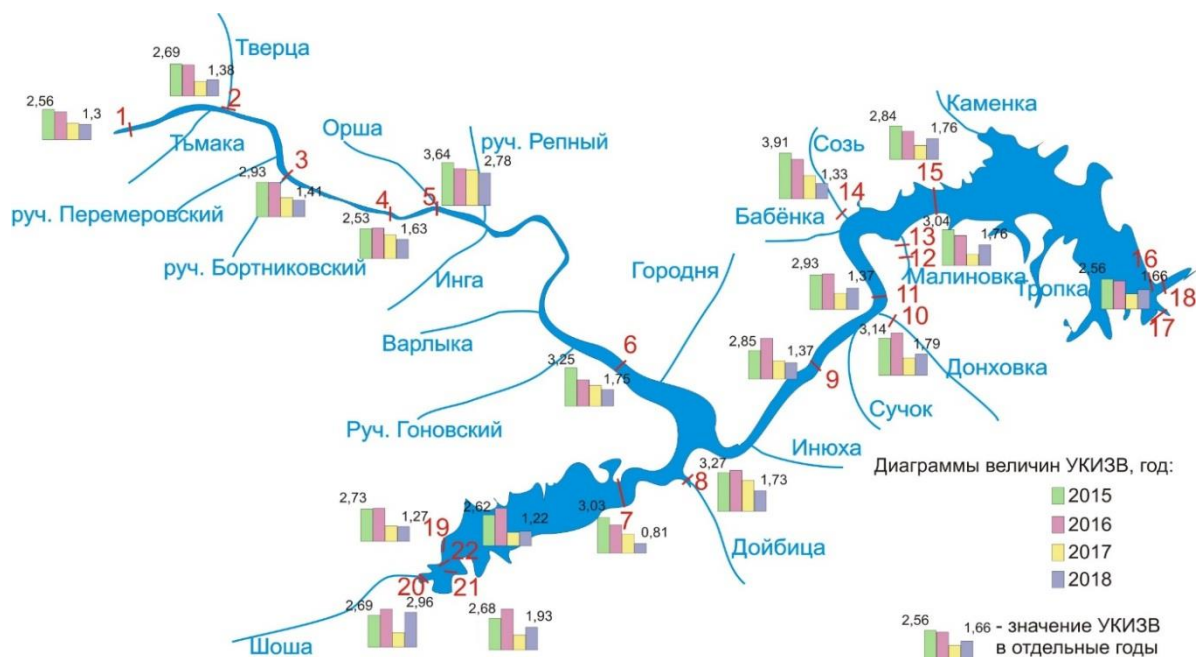 Тверца
2,69
1,38
2,56
1,3
1
2
Тьмака
Орша
руч. Репный
3,64
2,78
3
2,93
1,41
4
5
руч. Перемеровский
2,53
1,63
руч. Бортниковский
Инга
Городня
Варлыка
6
3,25
1,75
Руч. Гоновский
Каменка
2,84
1,76
Созь
3,91
1,33
14
15
Бабёнка
3,04
1,76
13
12
Малиновка
2,93
1,37
11
Тропка
16
2,56
1,66
18
17
10
3,14
1,79
Донховка
2,85
1,37
9
Сучок
Инюха
3,27
1,73
8
Дойбица
7
3,03
0,81
2,73
1,27
2,62
1,22
19
22
20
21
2,69
2,96
2,68
1,93
Шоша
Диаграммы величин УКИЗВ, год:
2015
2016
2017
2018
2,56
1,66
- значение УКИЗВ
в отдельные годы